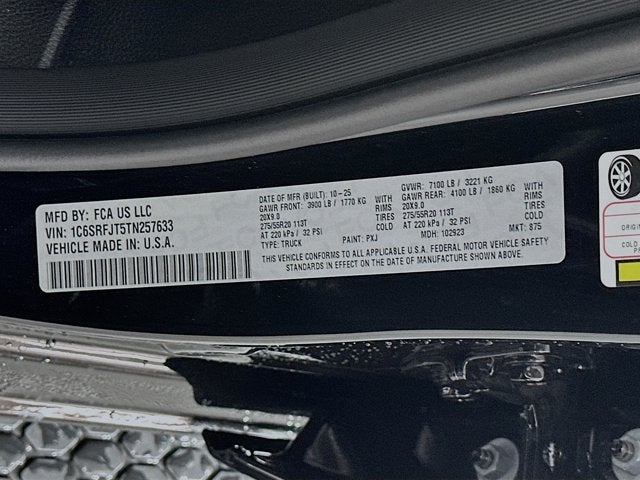 MFD BY: FCA US LLC
VIN: 1C6SRFJT5TN257633
VEHICLE MADE IN U.S.A.
DATE OF MFR (BUILT): 10-25
GAWR FRONT: 3900 LB / 1770 KG WITH
20X9.0 RIMS
275/55R20 113T TIRES
AT 220 kPa / 32 PSI COLD
TYPE: TRUCK PAINT: PXJ
GVWR: 7100 LB / 3221 KG
GAWR REAR: 4100 LB / 1860 KG WITH
20X9.0 RIMS
275/55R20 113T TIRES
AT 220 kPa / 32 PSI COLD
MDH: 102923 MKT: 875
THIS VEHICLE CONFORMS TO ALL APPLICABLE U.S.A. FEDERAL MOTOR VEHICLE SAFETY
STANDARDS IN EFFECT ON THE DATE OF MANUFACTURE SHOWN ABOVE.
ORIGIN
COLD